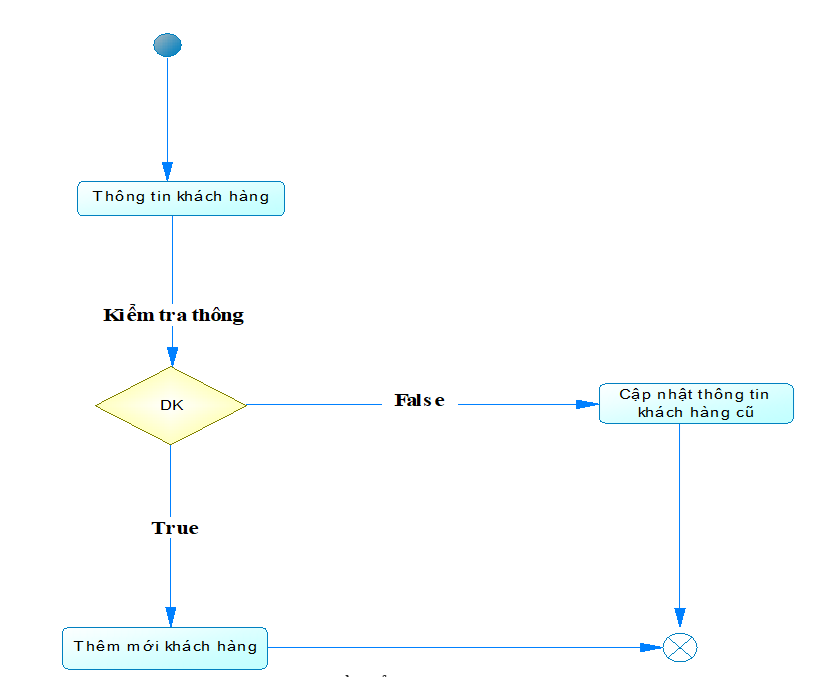 Thông tin khách hàng
Kiểm tra thông
DK
False
Cập nhật thông tin
khách hàng cũ
True
Thêm mới khách hàng